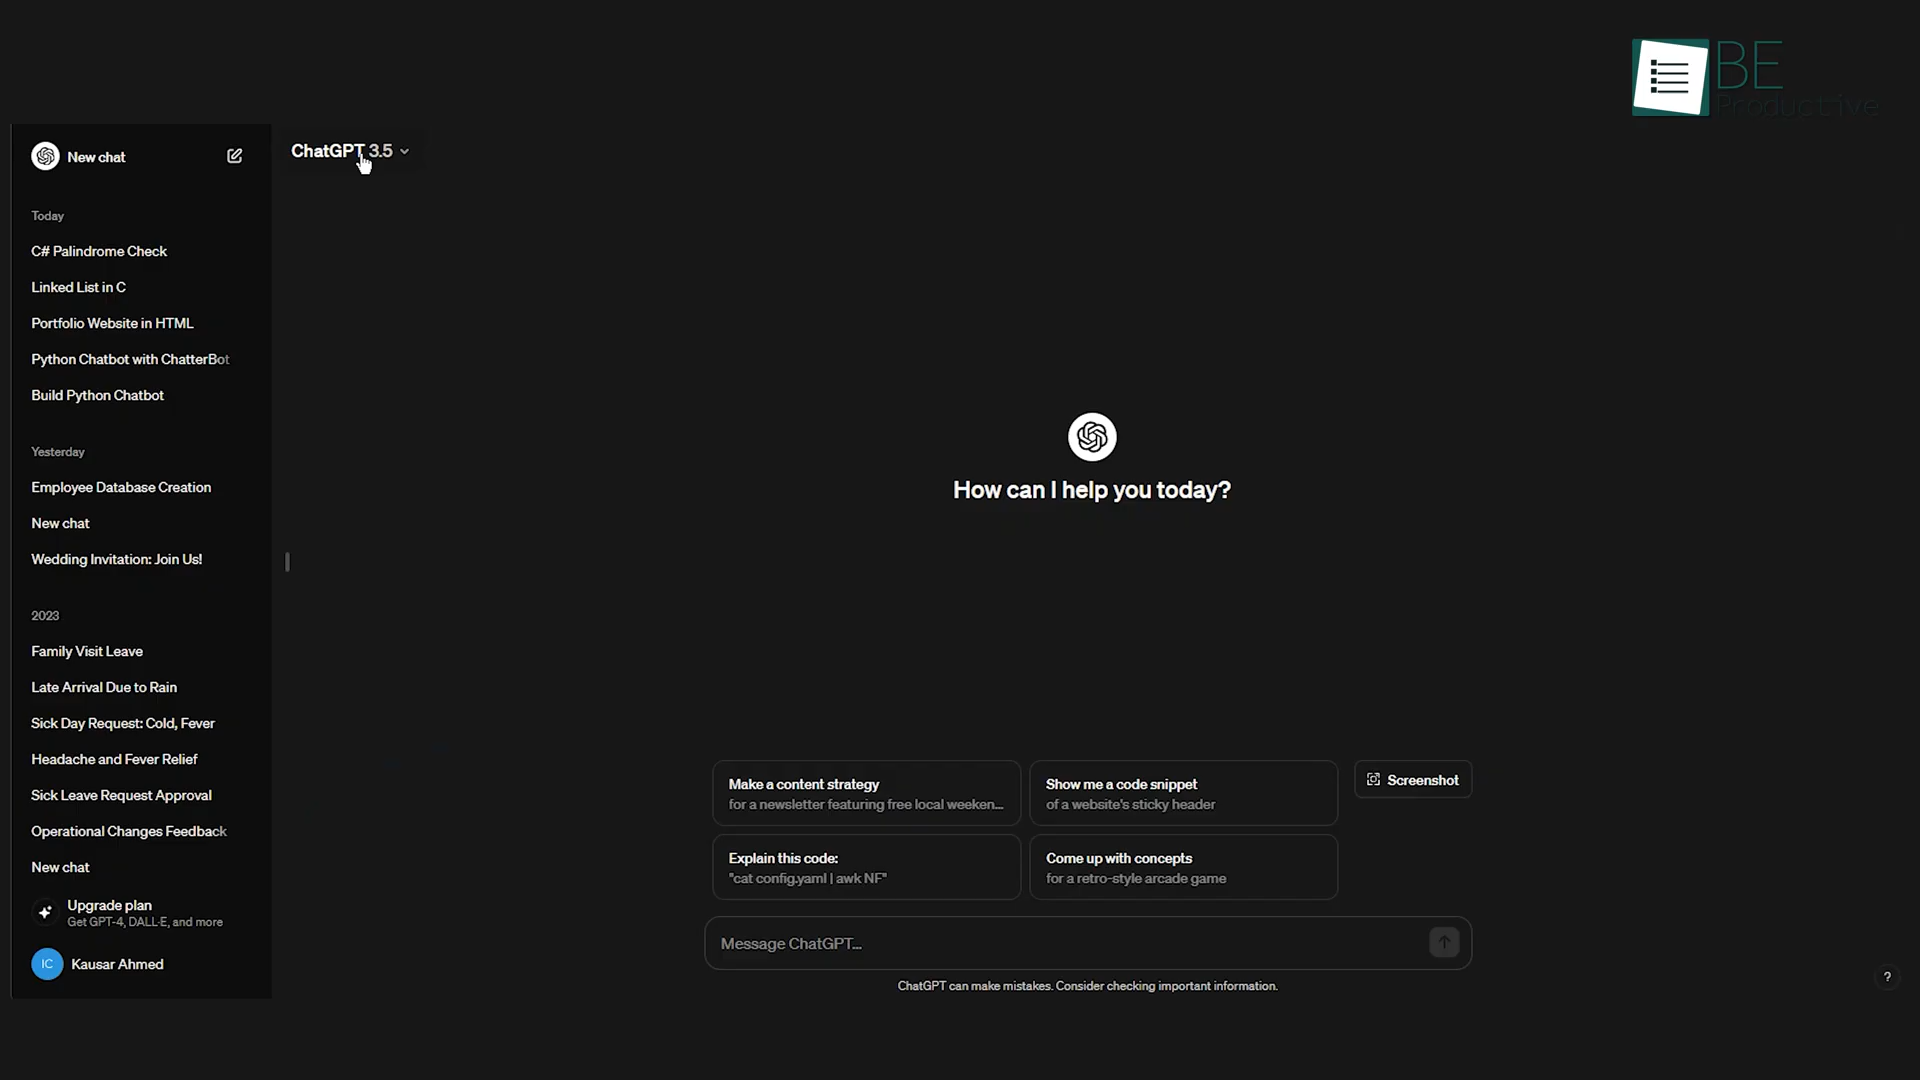 BE
Productive
New chat
Today
C# Palindrome Check
Linked List in C
Portfolio Website in HTML
Python Chatbot with ChatterBot
Build Python Chatbot
Yesterday
Employee Database Creation
New chat
Wedding Invitation: Join Us!
2023
Family Visit Leave
Late Arrival Due to Rain
Sick Day Request: Cold, Fever
Headache and Fever Relief
Sick Leave Request Approval
Operational Changes Feedback
New chat
Upgrade plan
Get GPT-4, DALL·E, and more
IC Kausar Ahmed
ChatGPT 3.5
How can I help you today?
Make a content strategy
for a newsletter featuring free local weeken...
Show me a code snippet
of a website's sticky header
Screenshot
Explain this code:
"cat config.yaml | awk NF"
Come up with concepts
for a retro-style arcade game
Message ChatGPT...
ChatGPT can make mistakes. Consider checking important information.
?